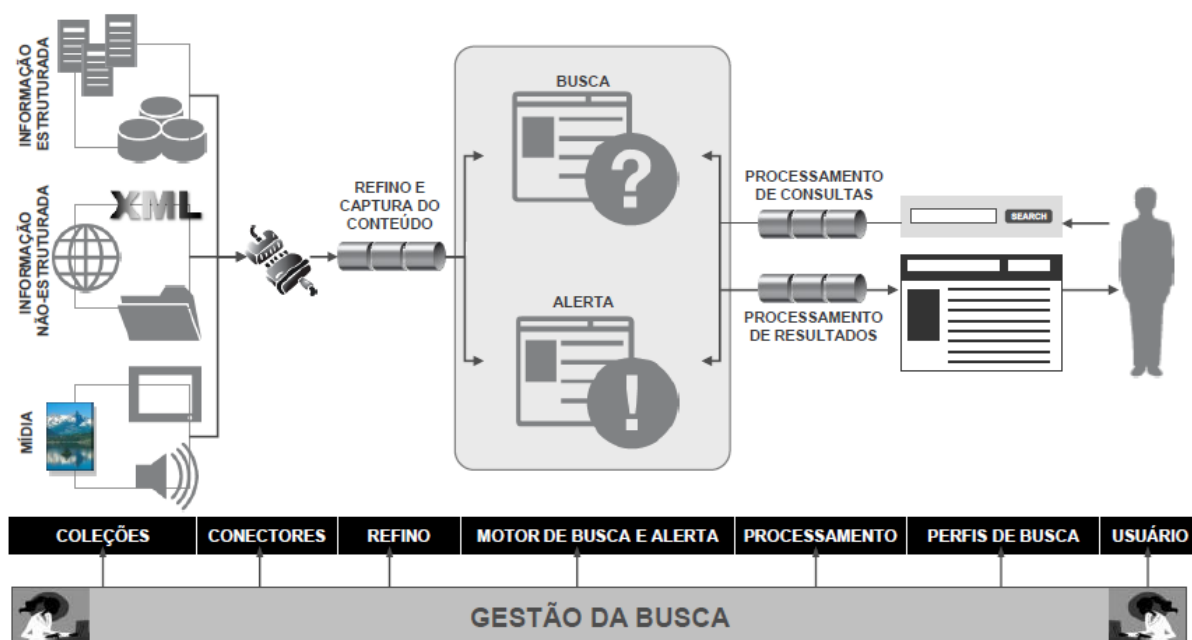 INFORMAÇÃO
ESTRUTURADA
INFORMAÇÃO
NÃO-ESTRUTURADA
XML
MÍDIA
REFINO E
CAPTURA DO
CONTEÚDO
BUSCA
?
ALERTA
!
PROCESSAMENTO
DE CONSULTAS
SEARCH
PROCESSAMENTO
DE RESULTADOS
COLEÇÕES
CONECTORES
REFINO
MOTOR DE BUSCA E ALERTA
PROCESSAMENTO
PERFIS DE BUSCA
USUÁRIO
GESTÃO DA BUSCA